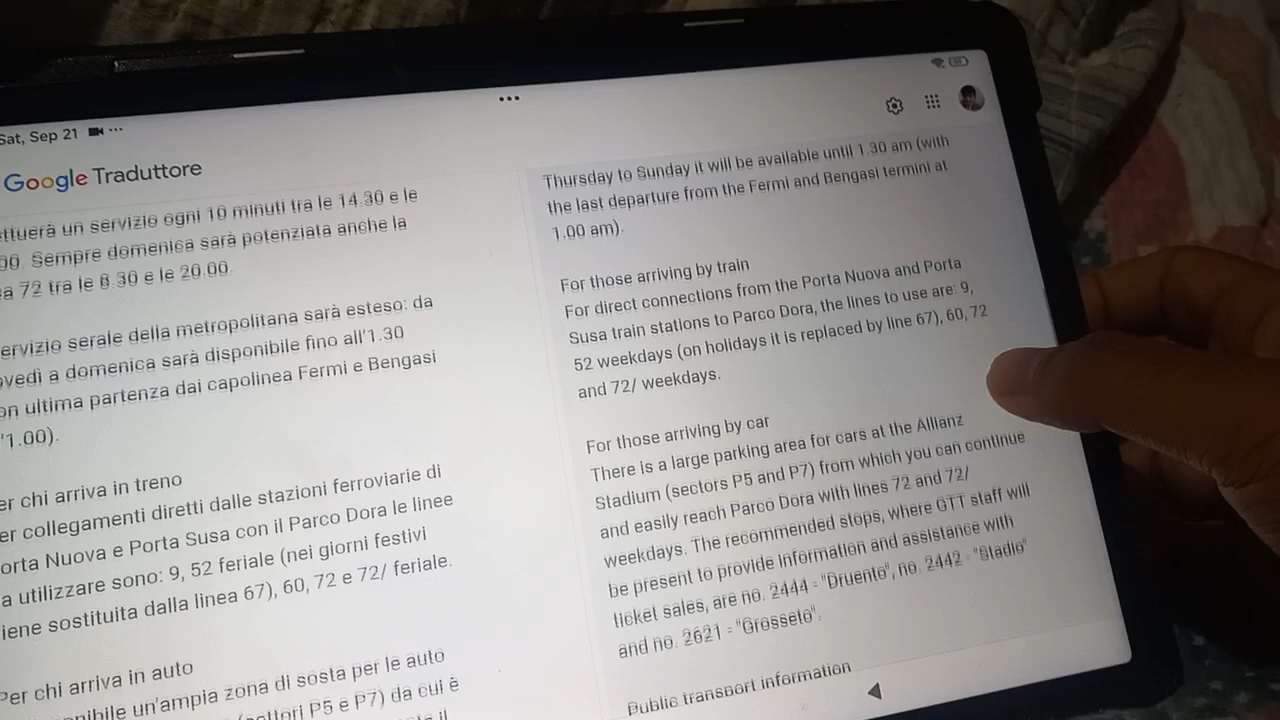 Sat, Sep 21
Google Traduttore
ettuerà un servizio ogni 10 minuti tra le 14.30 e le
00. Sempre domenica sarà potenziata anche la
a 72 tra le 8.30 e le 20.00.
ervizio serale della metropolitana sarà esteso: da
ovedì a domenica sarà disponibile fino all'1.30
on ultima partenza dai capolinea Fermi e Bengasi
'1.00).
er chi arriva in treno
er collegamenti diretti dalle stazioni ferroviarie di
orta Nuova e Porta Susa con il Parco Dora le linee
a utilizzare sono: 9, 52 feriale (nei giorni festivi
iene sostituita dalla linea 67), 60, 72 e 72/ feriale.
Per chi arriva in auto
onibile un'ampia zona di sosta per le auto
(settori P5 e P7) da cui è
il
Thursday to Sunday it will be available until 1.30 am (with
the last departure from the Fermi and Bengasi termini at
1.00 am).
For those arriving by train
For direct connections from the Porta Nuova and Porta
Susa train stations to Parco Dora, the lines to use are: 9,
52 weekdays (on holidays it is replaced by line 67), 60, 72
and 72/ weekdays.
For those arriving by car
There is a large parking area for cars at the Allianz
Stadium (sectors P5 and P7) from which you can continue
and easily reach Parco Dora with lines 72 and 72/
weekdays. The recommended stops, where GTT staff will
be present to provide information and assistance with
ticket sales, are no. 2444 - "Druento", no. 2442 - "Stadio"
and no. 2621 - "Grosseto".
Public transport information